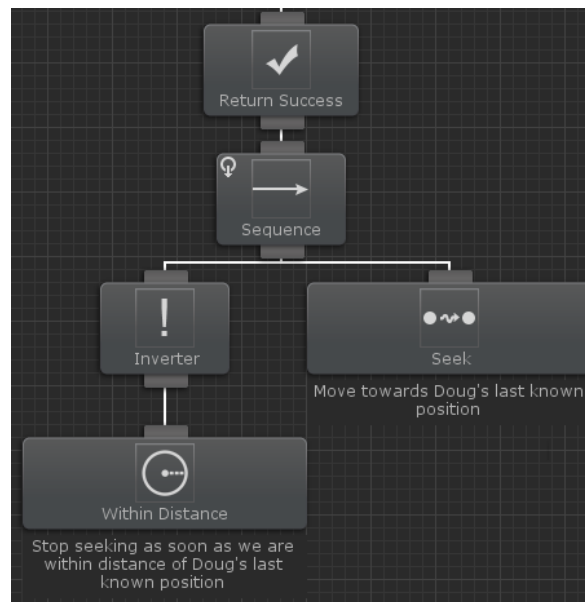 Return Success
Sequence
Inverter
Seek
Move towards Doug's last known
position
Within Distance
Stop seeking as soon as we are
within distance of Doug's last
known position